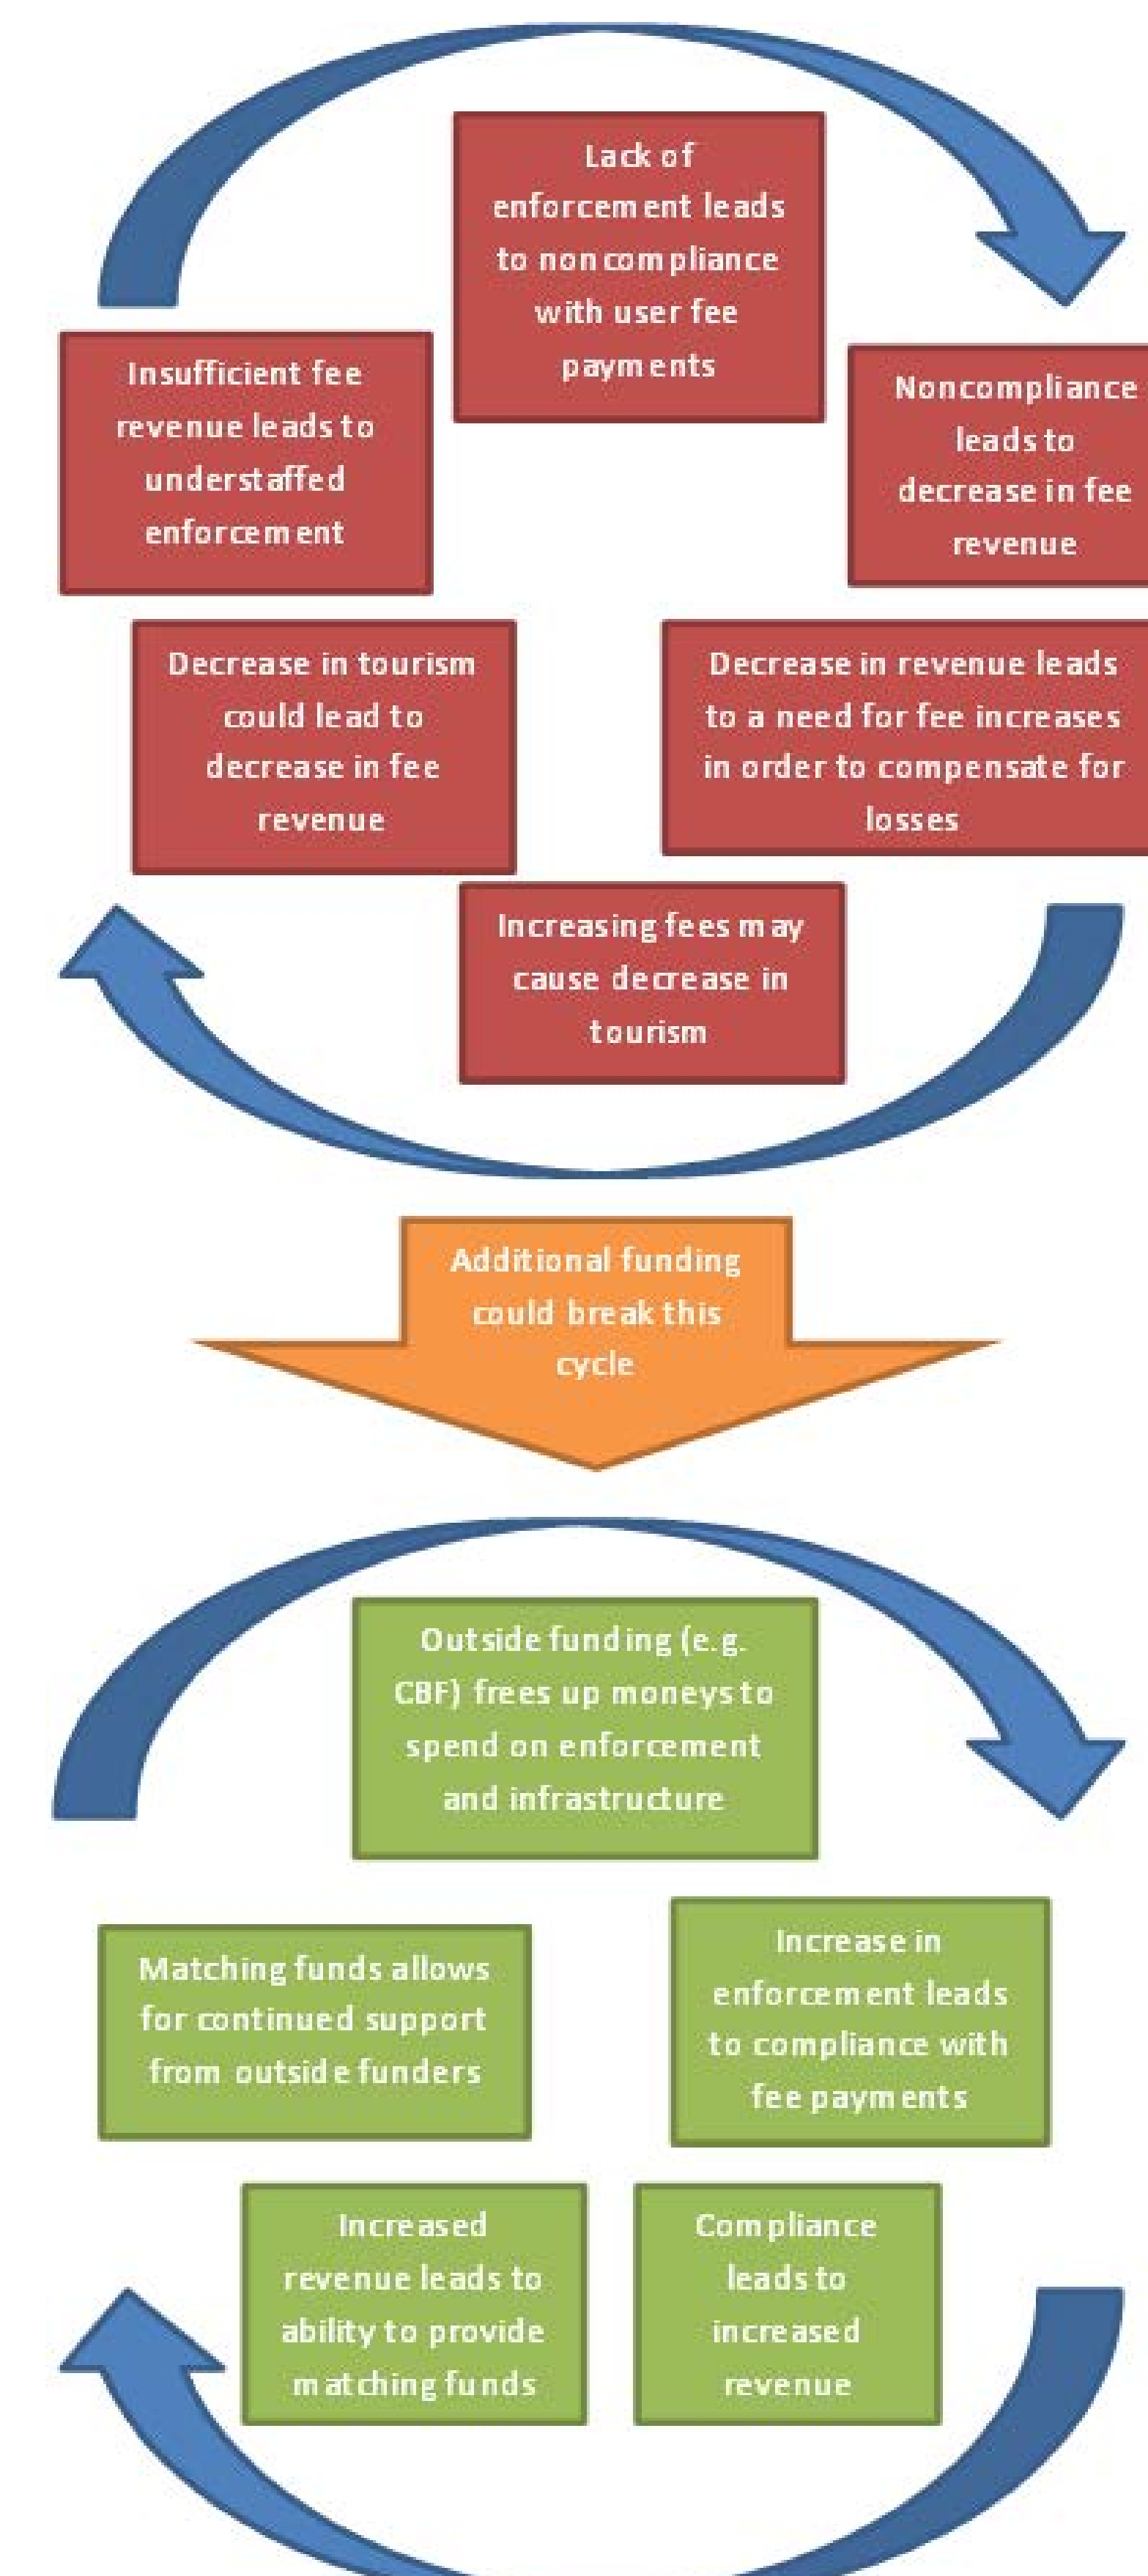 Lack of
enforcement leads
to noncompliance
with user fee
payments
Insufficient fee
revenue leads to
understaffed
enforcement
Noncompliance
leads to
decrease in fee
revenue
Decrease in tourism
could lead to
decrease in fee
revenue
Decrease in revenue leads
to a need for fee increases
in order to compensate for
losses
Increasing fees may
cause decrease in
tourism
Additional funding
could break this
cycle
Outside funding (e.g.
CBF) frees up moneys to
spend on enforcement
and infrastructure
Matching funds allows
for continued support
from outside funders
Increase in
enforcement leads
to compliance with
fee payments
Increased
revenue leads to
ability to provide
matching funds
Compliance
leads to
increased
revenue